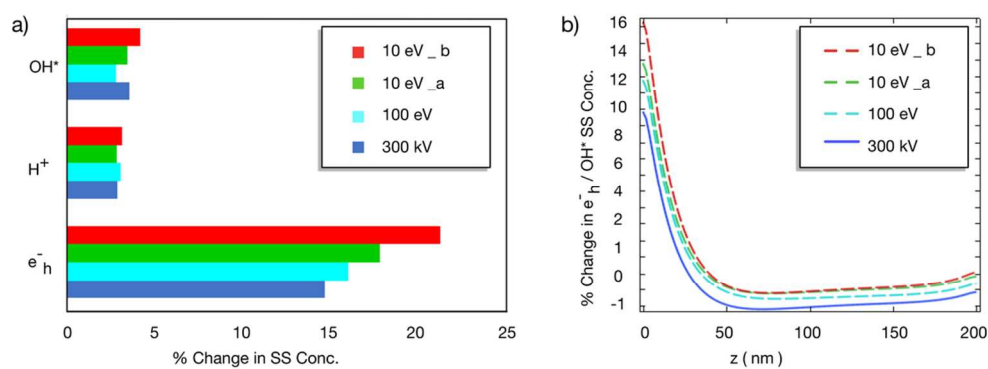 a)
OH*
H+
e-h
10 eV _ b
10 eV _a
100 eV
300 kV
0 5 10 15 20 25
% Change in SS Conc.
b)
16
14
12
10
8
6
4
2
1
0
-1
% Change in e-h / OH* SS Conc.
10 eV _ b
10 eV _a
100 eV
300 kV
0 50 100 150 200
z ( nm )